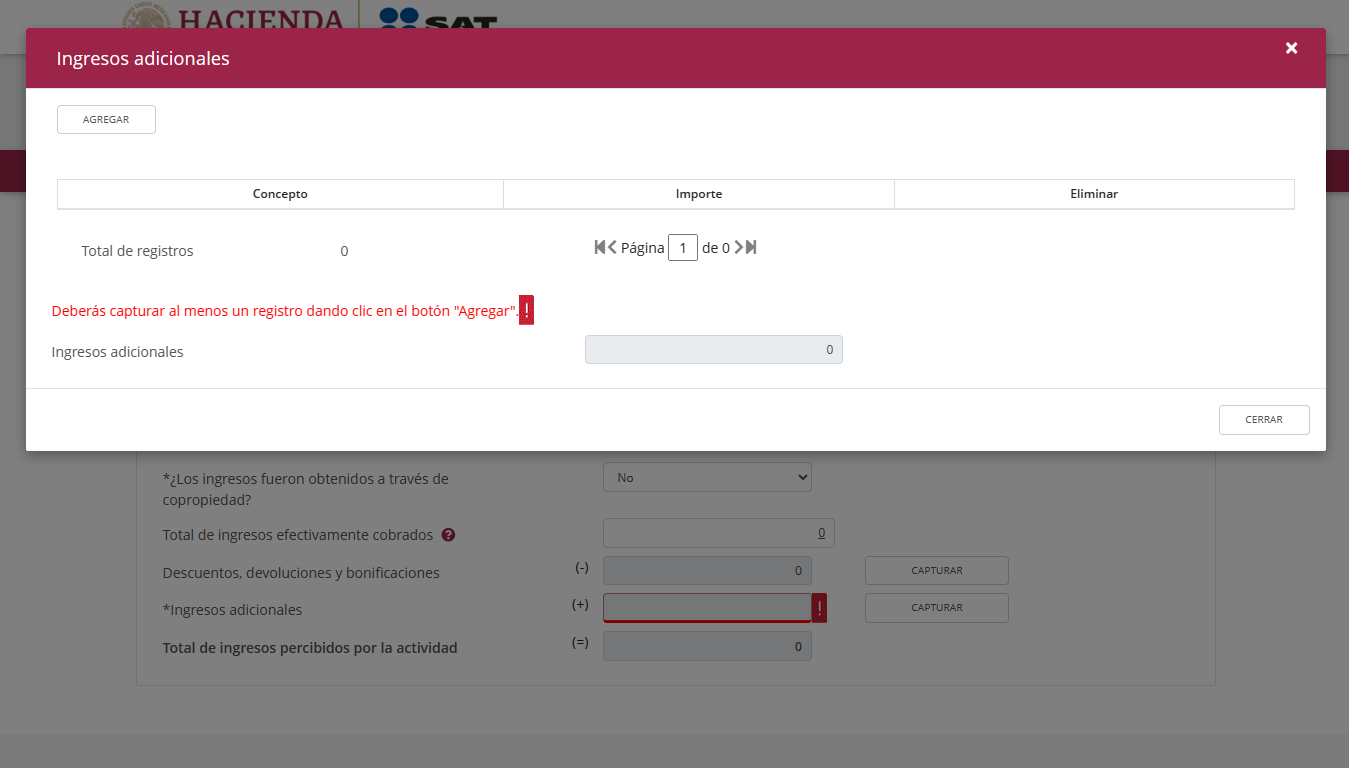 HACIENDA
SAT
Ingresos adicionales
×
AGREGAR
Concepto Importe Eliminar
Total de registros 0 Página 1 de 0
Deberás capturar al menos un registro dando clic en el botón "Agregar". !
Ingresos adicionales 0
CERRAR
*¿Los ingresos fueron obtenidos a través de
copropiedad? No
Total de ingresos efectivamente cobrados ? 0
Descuentos, devoluciones y bonificaciones (-) 0 CAPTURAR
*Ingresos adicionales (+) ! CAPTURAR
Total de ingresos percibidos por la actividad (=) 0